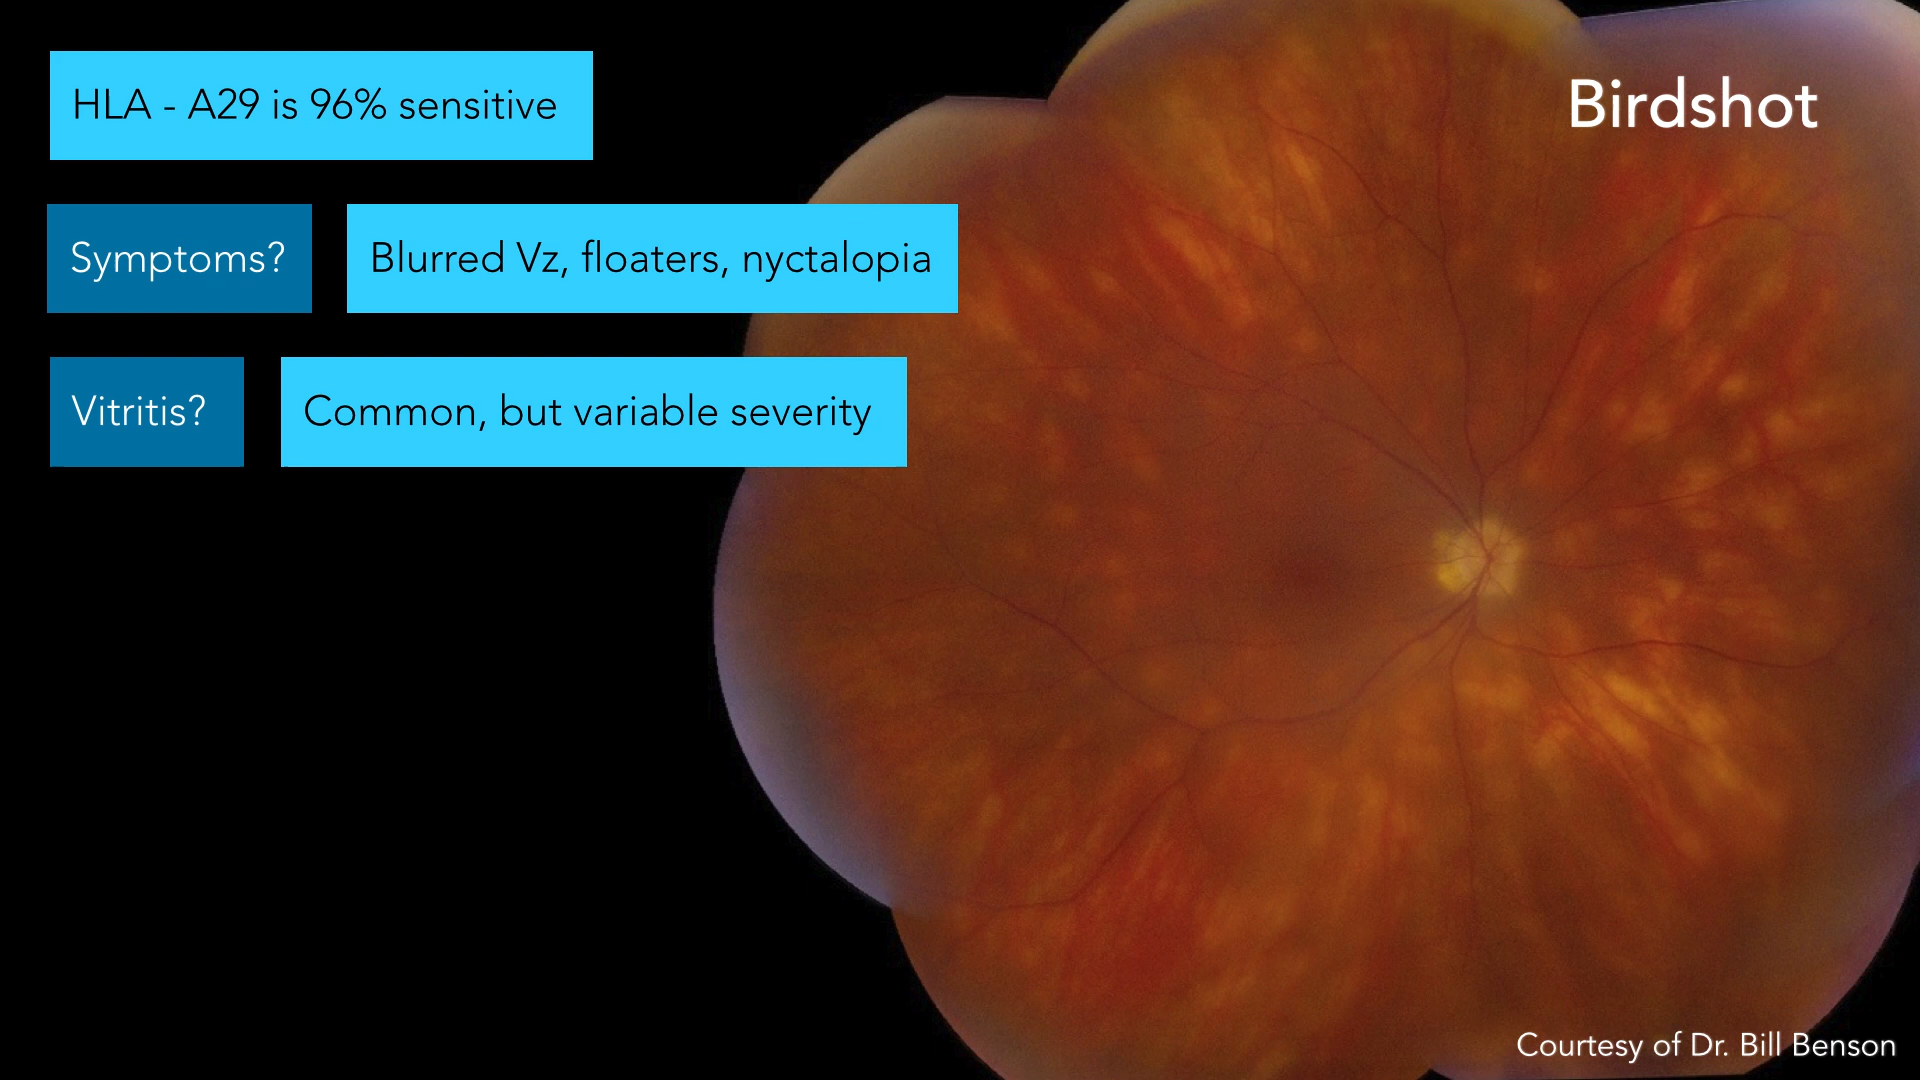 HLA - A29 is 96% sensitive
Birdshot
Symptoms? Blurred Vz, floaters, nyctalopia
Vitritis? Common, but variable severity
Courtesy of Dr. Bill Benson